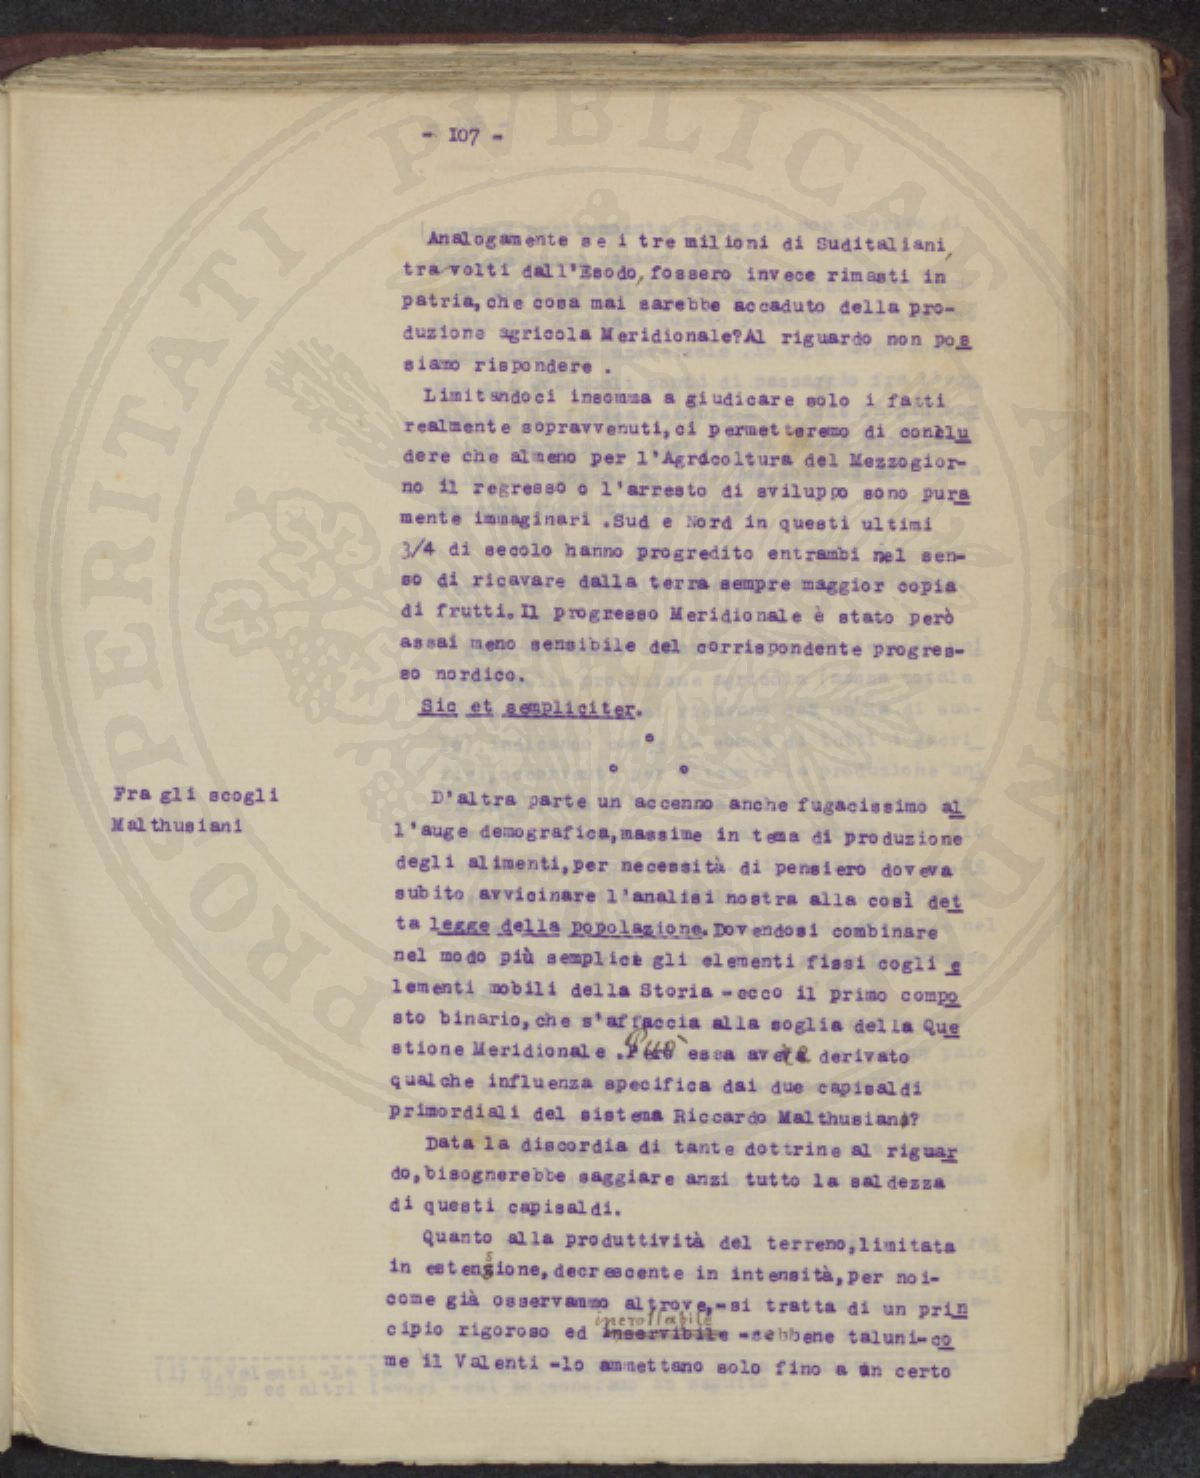 - 107 -
Analogamente se i tre milioni di Suditaliani,
travolti dall'Esodo, fossero invece rimasti in
patria, che cosa mai sarebbe accaduto della pro-
duzione agricola Meridionale? Al riguardo non pos
siamo rispondere .
Limitandoci insomma a giudicare solo i fatti
realmente sopravvenuti, ci permetteremo di conclu
dere che almeno per l'Agricoltura del Mezzogior-
no il regresso o l'arresto di sviluppo sono pura
mente immaginari . Sud e Nord in questi ultimi
3/4 di secolo hanno progredito entrambi nel sen-
so di ricavare dalla terra sempre maggior copia
di frutti. Il progresso Meridionale è stato però
assai meno sensibile del corrispondente progres-
so nordico.
Sic et sempliciter.
Fra gli scogli
Malthusiani
D'altra parte un accenno anche fugacissimo al
l'auge demografica, massime in tema di produzione
degli alimenti, per necessità di pensiero doveva
subito avvicinare l'analisi nostra alla così det
ta legge della popolazione. Dovendosi combinare
nel modo più semplice gli elementi fissi cogli e
lementi mobili della Storia - ecco il primo compo
sto binario, che s'affaccia alla soglia della Que
stione Meridionale . Può essa avere derivato
qualche influenza specifica dai due capisaldi
primordiali del sistema Riccardo Malthusiano?
Data la discordia di tante dottrine al riguar
do, bisognerebbe saggiare anzi tutto la saldezza
di questi capisaldi.
Quanto alla produttività del terreno, limitata
in estensione, decrescente in intensità, per noi-
come già osservammo altrove,- si tratta di un prin
incrollabile
cipio rigoroso ed inservibile - sebbene taluni- co
me il Valenti - lo ammettano solo fino a un certo
PROSPERITATI PUBLICAE AUGENDAE